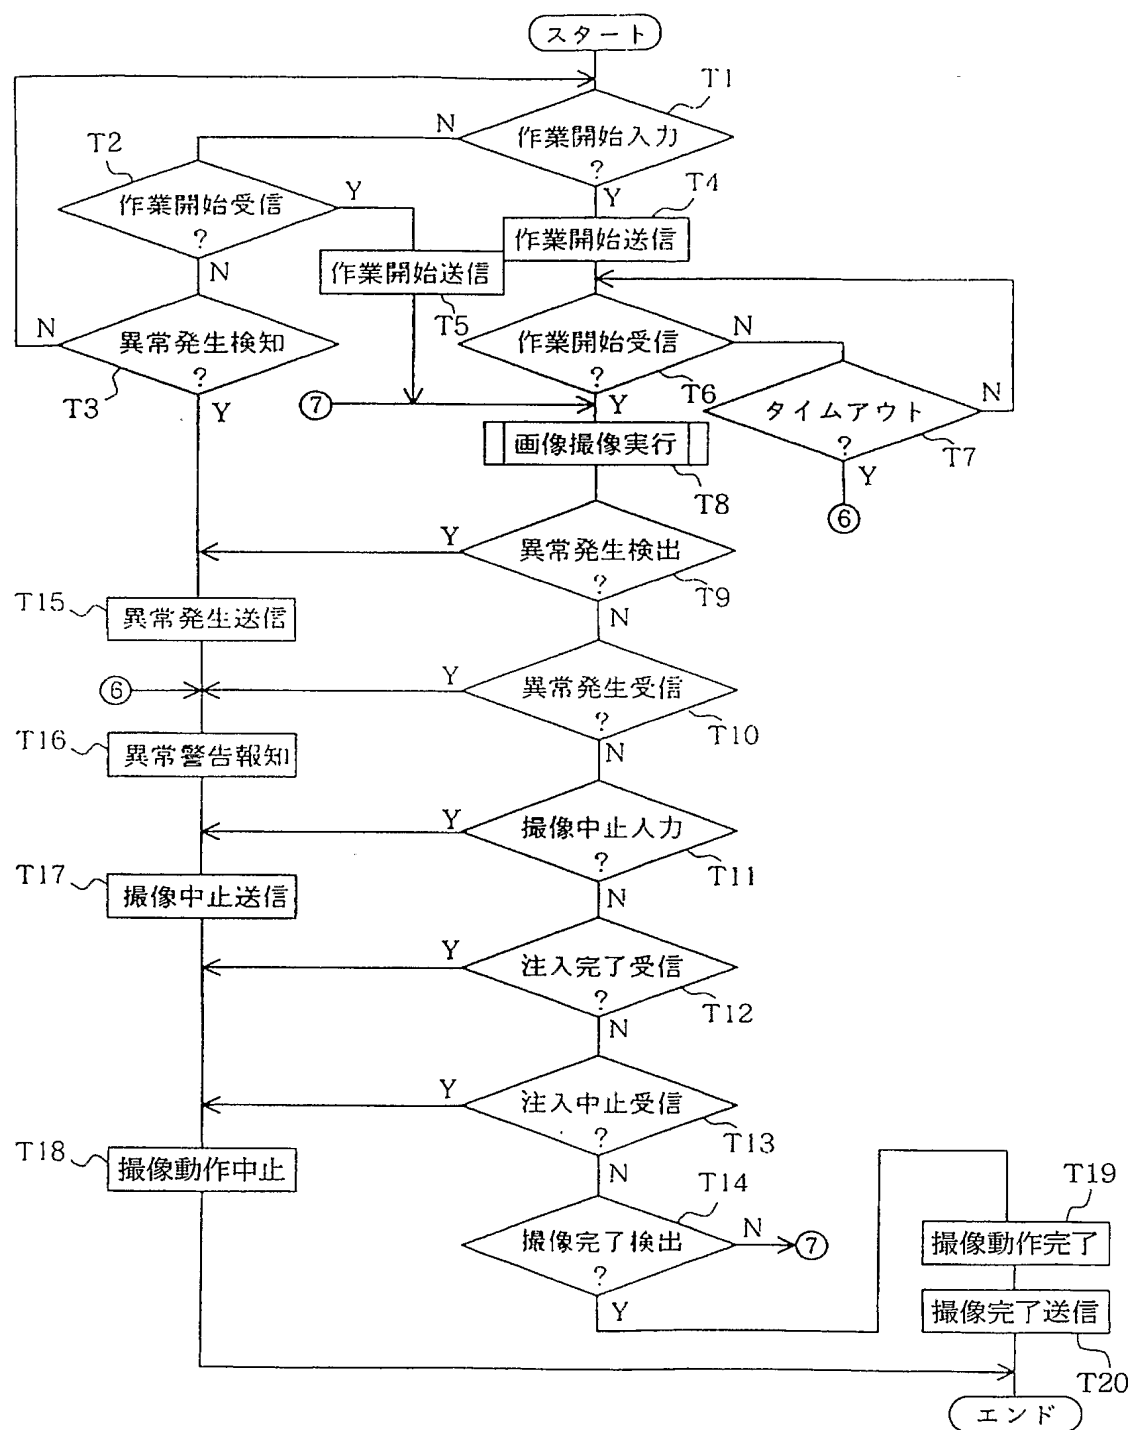 スタート
T1
N
作業開始入力
?
Y
T2
作業開始受信
?
Y
N
T4
作業開始送信
作業開始送信
T5
N
異常発生検知
?
T3
Y
作業開始受信
?
N
T6
Y
⑦
タイムアウト
?
N
T7
Y
⑥
画像撮像実行
T8
Y
異常発生検出
?
T9
N
T15
異常発生送信
⑥
Y
異常発生受信
?
T10
N
T16
異常警告報知
Y
撮像中止入力
?
T11
N
T17
撮像中止送信
Y
注入完了受信
?
T12
N
Y
注入中止受信
?
T13
N
T18
撮像動作中止
T14
撮像完了検出
?
N
⑦
Y
T19
撮像動作完了
撮像完了送信
T20
エンド